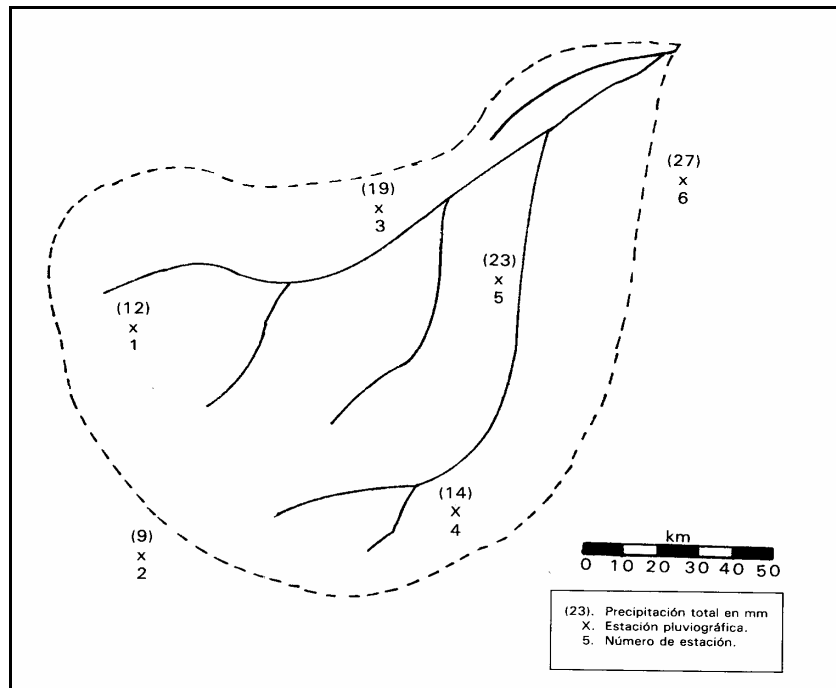 (27)
x
6
(19)
x
3
(23)
x
5
(12)
x
1
(14)
X
4
(9)
x
2
km
0 10 20 30 40 50
(23). Precipitación total en mm
X. Estación pluviográfica.
5. Número de estación.